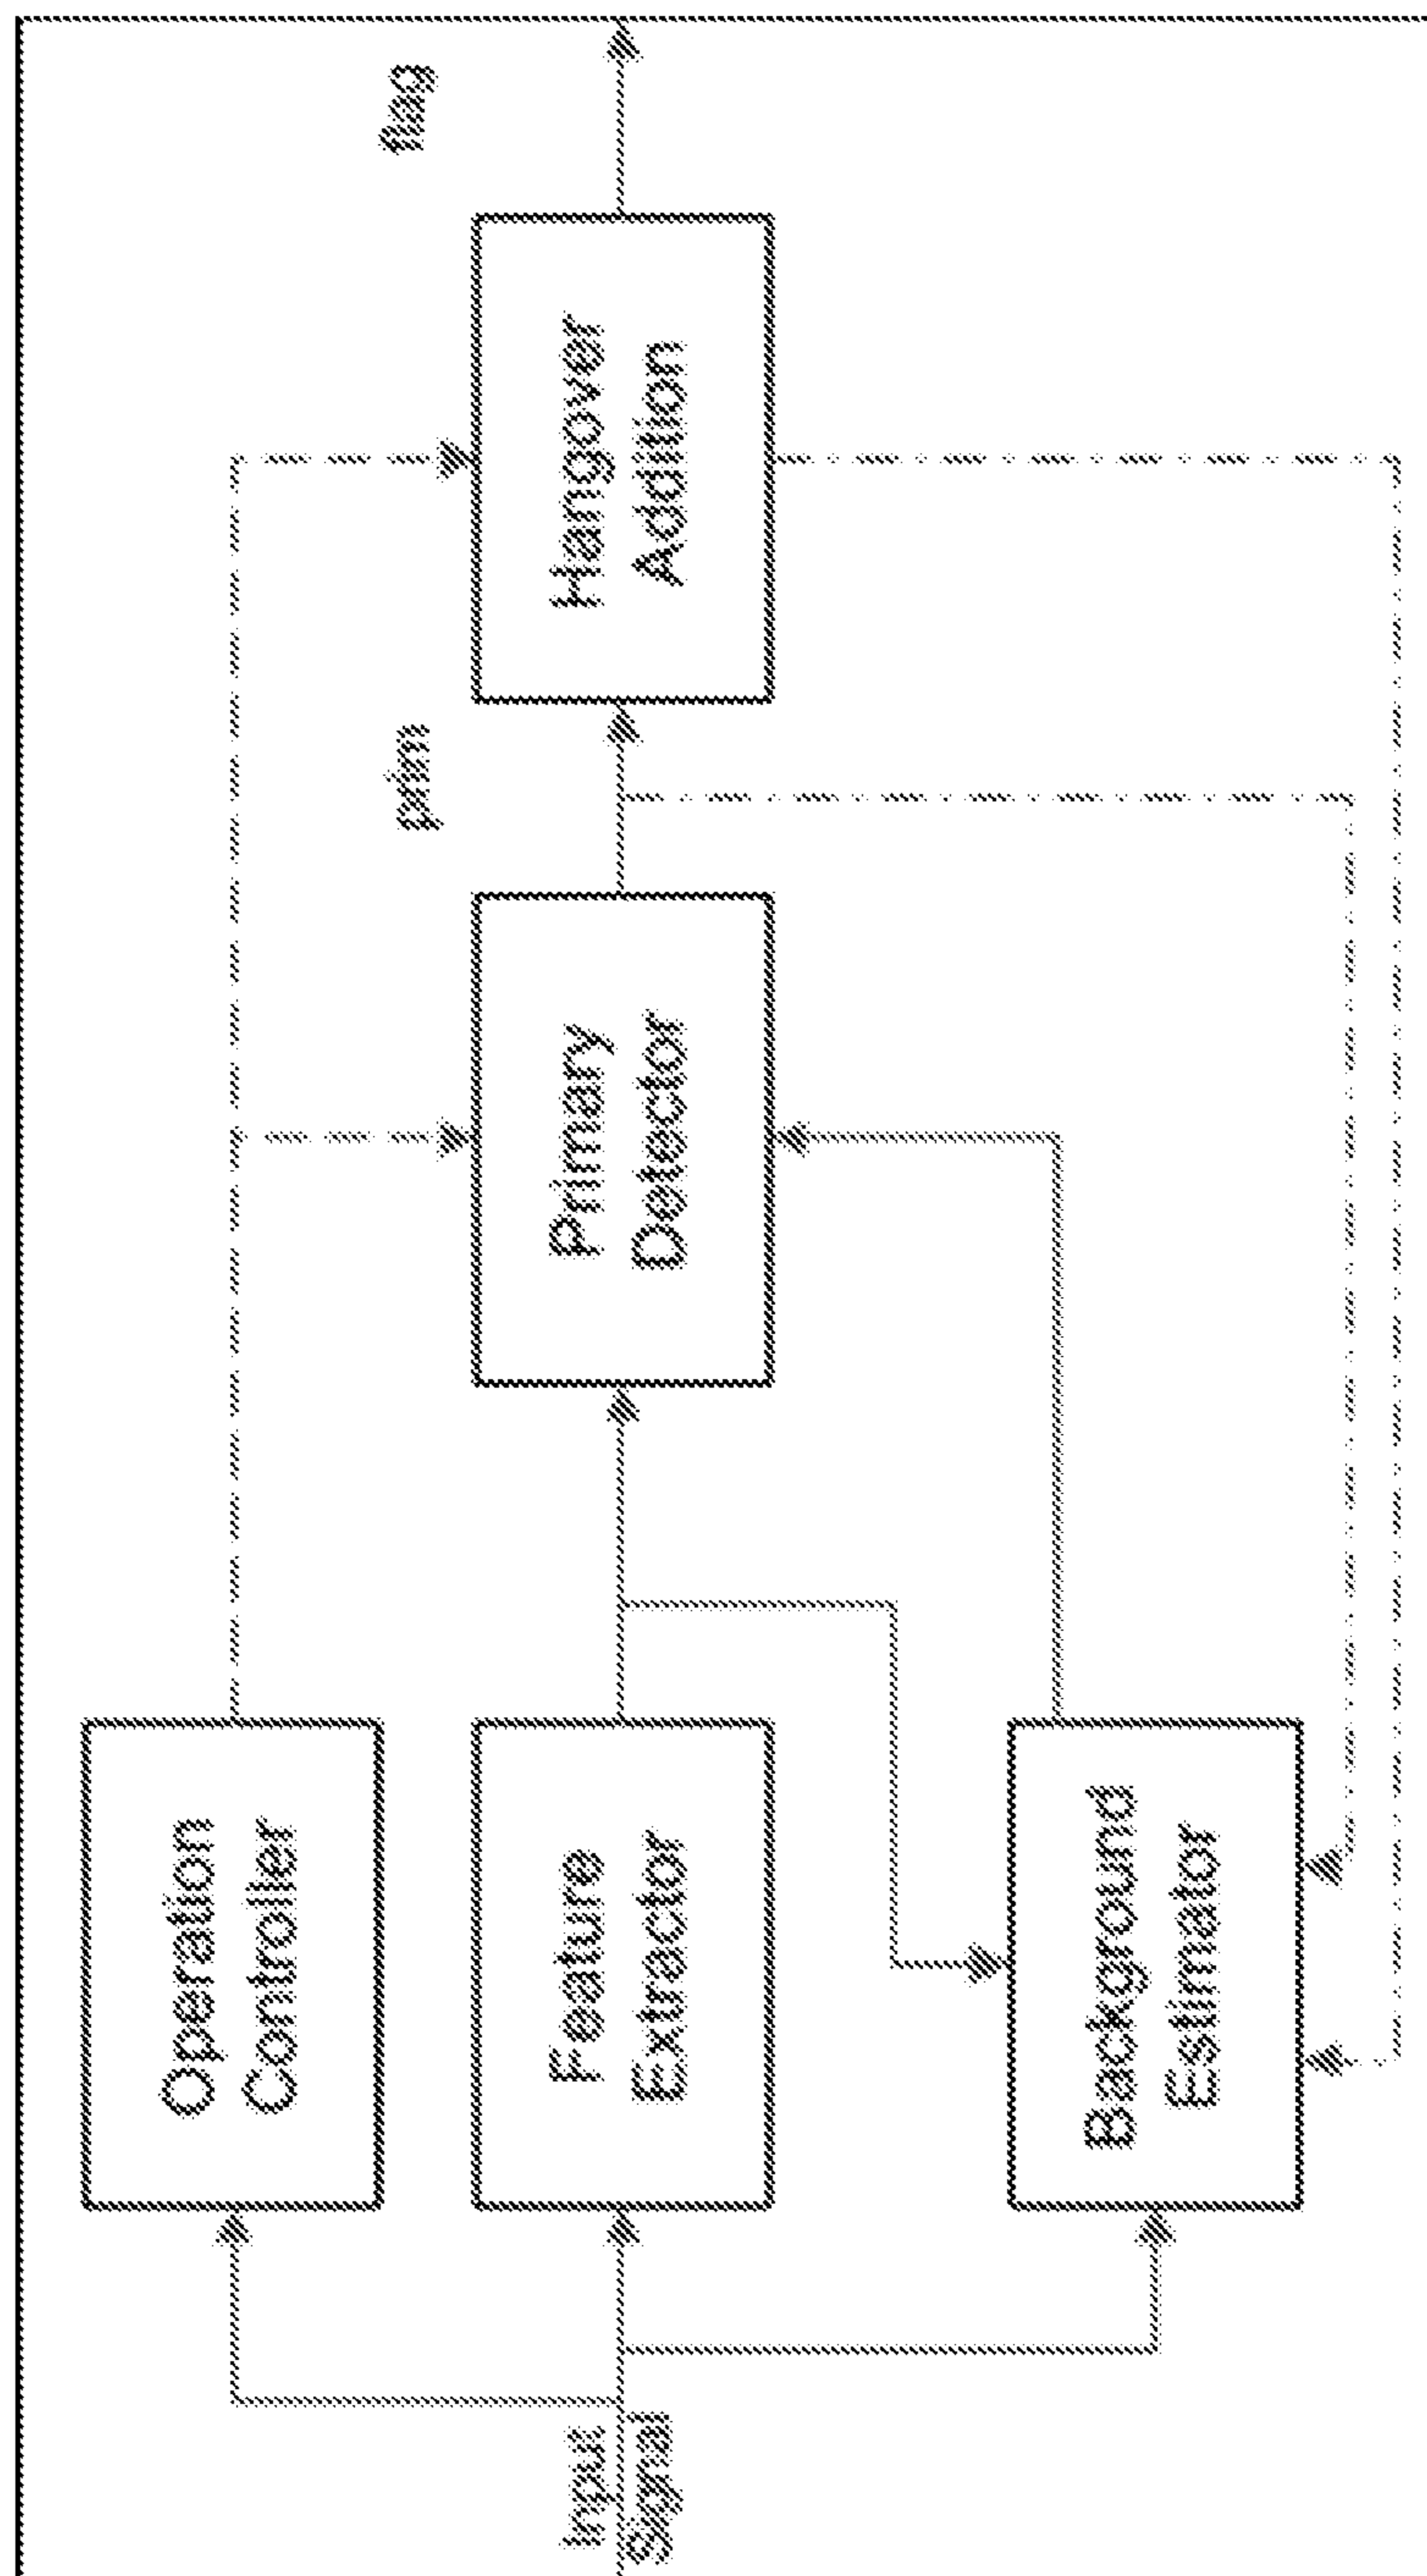 Operation
Controller
Input
Signal
Feature
Extractor
Primary
Detector
prim
Hangover
Addition
flag
Background
Estimator